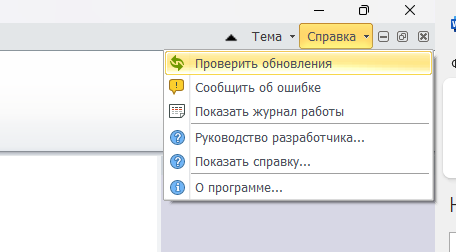 Тема
Справка
Проверить обновления
Сообщить об ошибке
Показать журнал работы
Руководство разработчика...
Показать справку...
О программе...